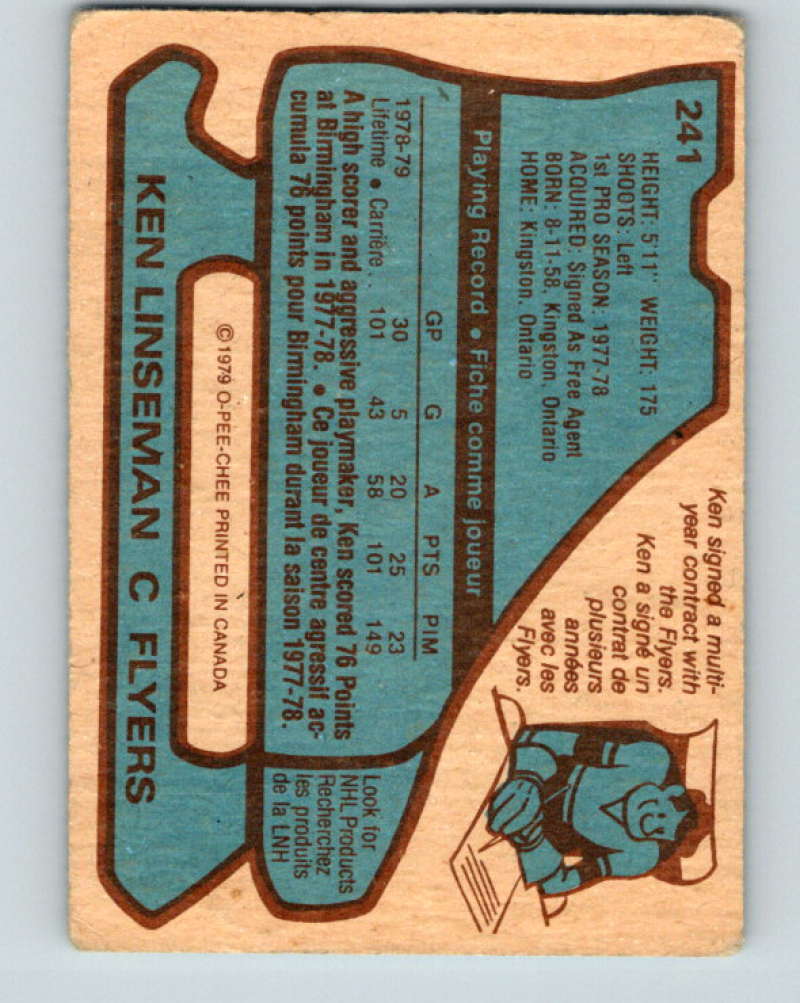 241
HEIGHT: 5'11" WEIGHT: 175
SHOOTS: Left
1st PRO SEASON: 1977-78
ACQUIRED: Signed As Free Agent
BORN: 8-11-58, Kingston, Ontario
HOME: Kingston, Ontario
Ken signed a multi-
year contract with
the Flyers.
Ken a signé un
contrat de
plusieurs
années
avec les
Flyers.
Playing Record • Fiche comme joueur
GP G A PTS PIM
1978-79 30 5 20 25 23
Lifetime • Carrière .. 101 43 58 101 149
A high scorer and aggressive playmaker, Ken scored 76 Points
at Birmingham in 1977-78. • Ce joueur de centre agressif ac-
cumula 76 points pour Birmingham durant la saison 1977-78.
Look for
NHL Products
Recherchez
les produits
de la LNH
©1979 O-PEE-CHEE PRINTED IN CANADA
KEN LINSEMAN C FLYERS